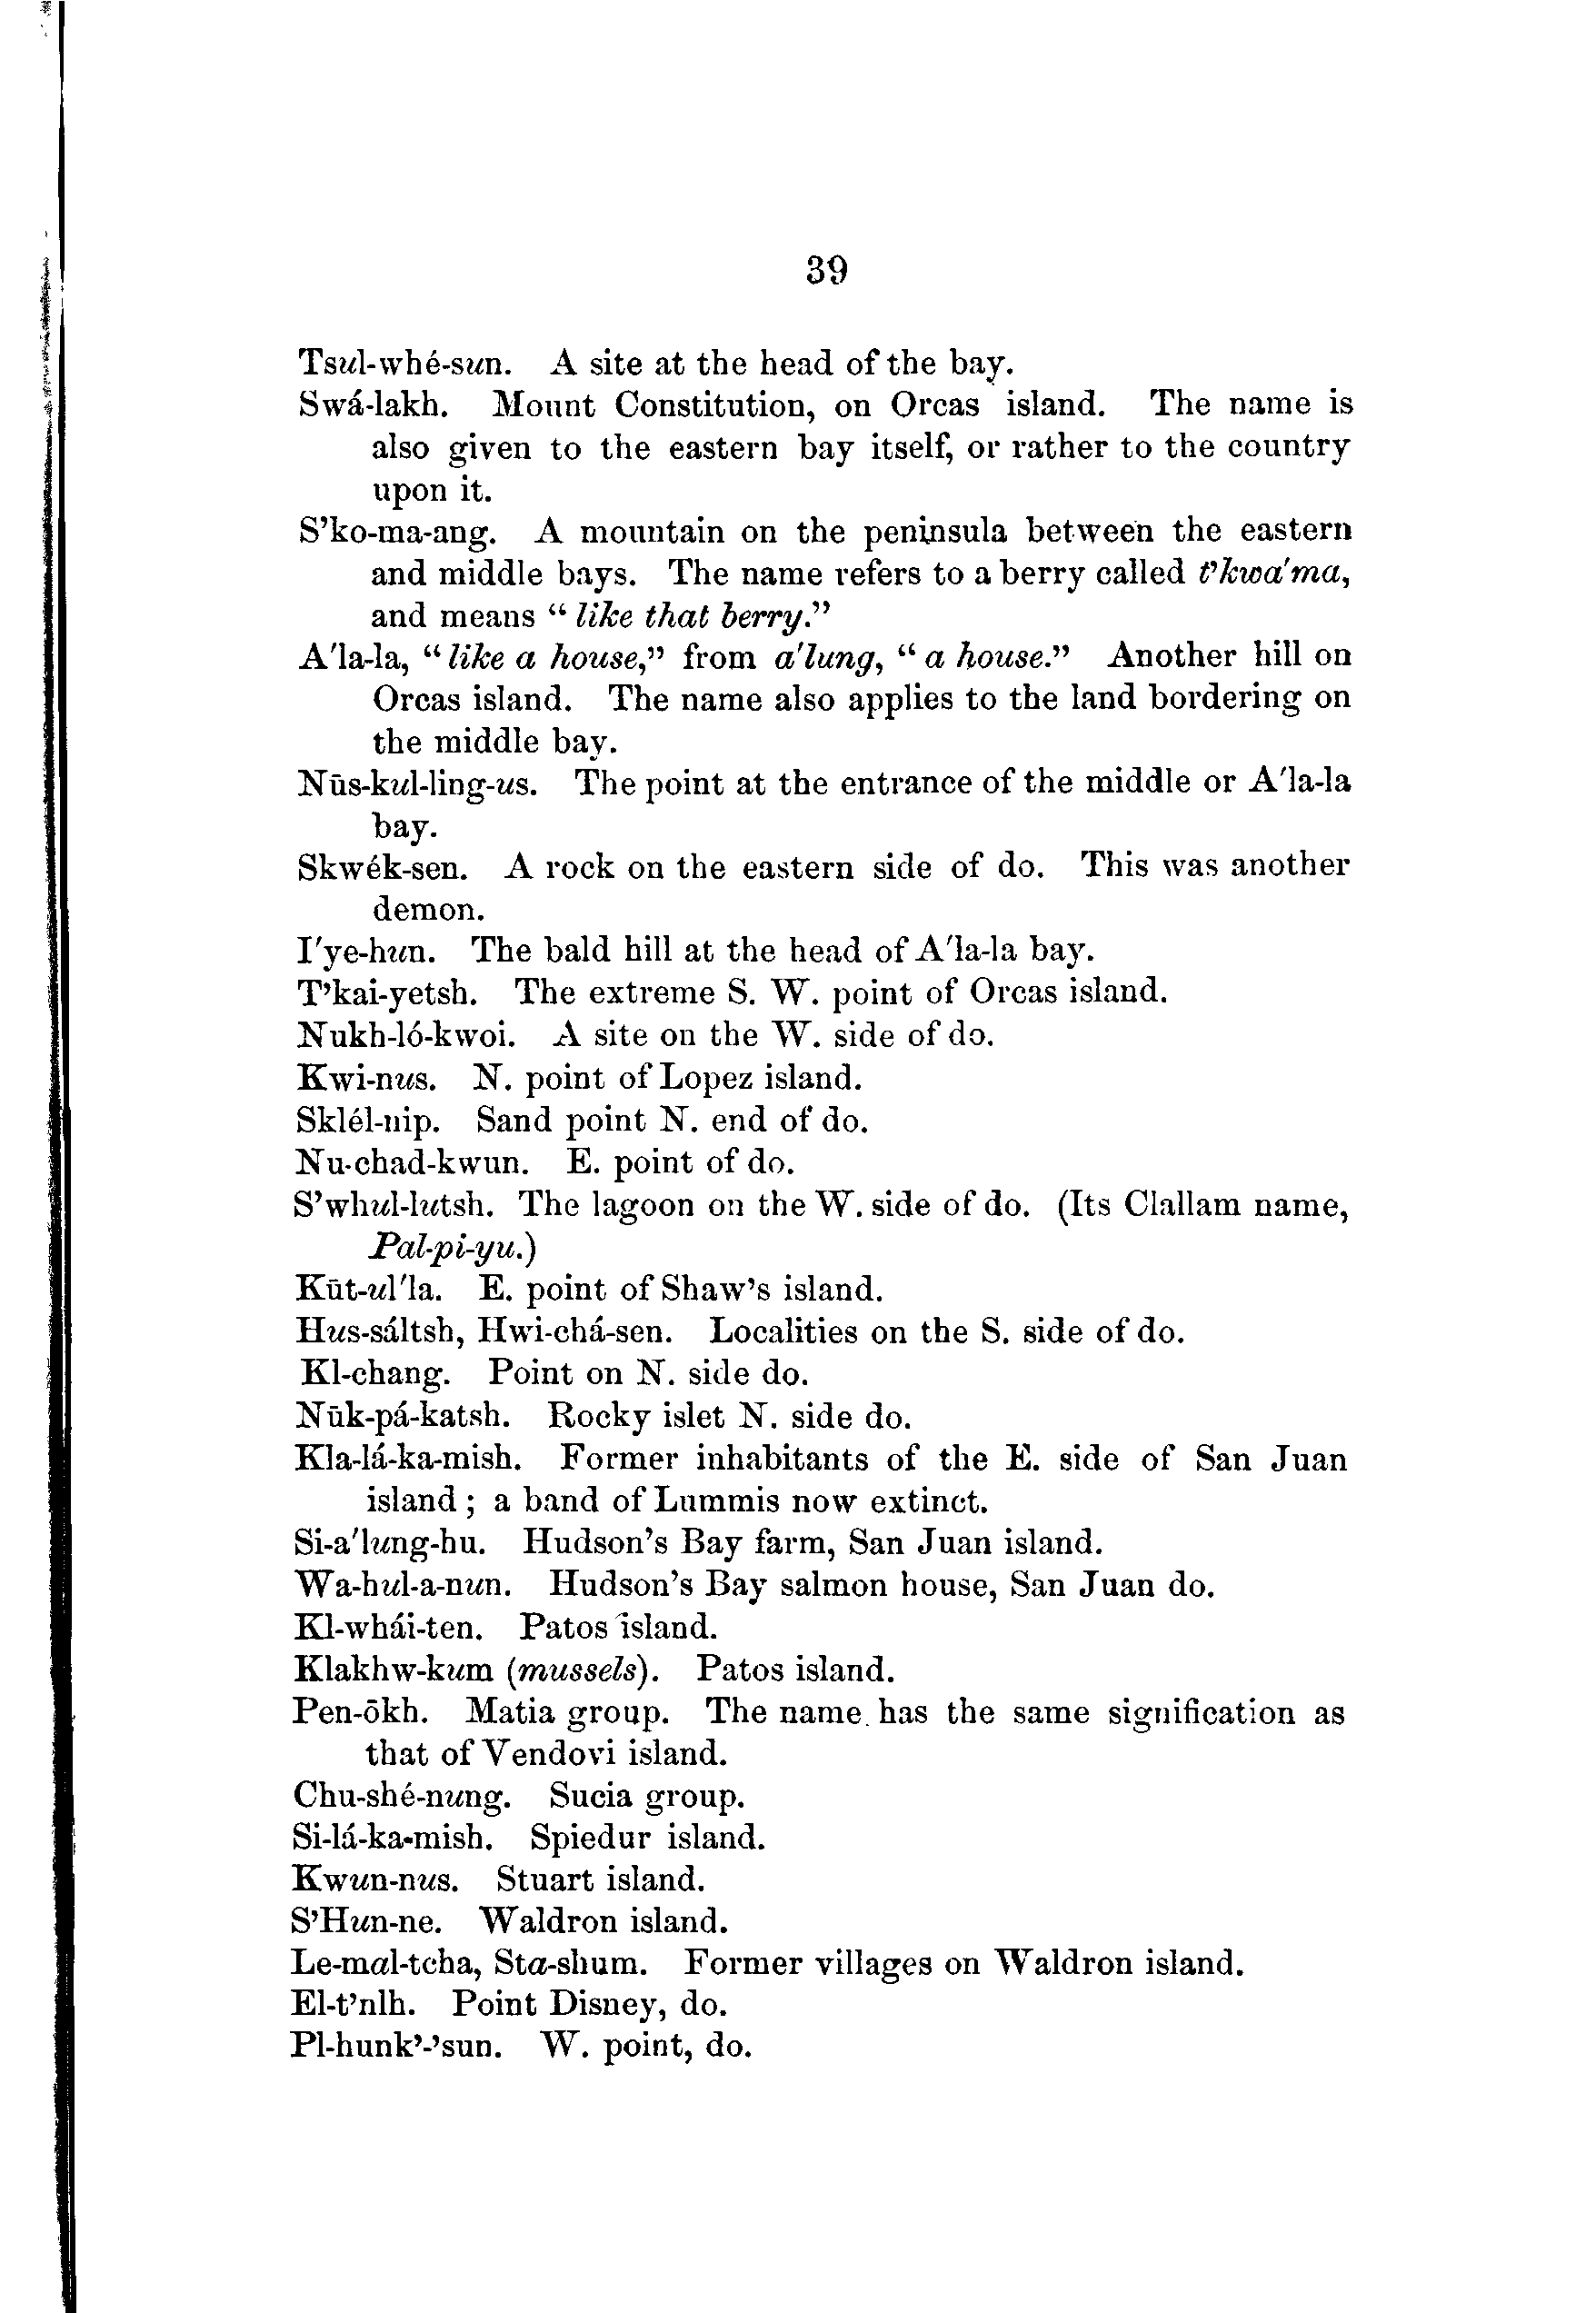 39
Tsul-whé-sun. A site at the head of the bay.
Swá-lakh. Mount Constitution, on Orcas island. The name is
also given to the eastern bay itself, or rather to the country
upon it.
S’ko-ma-ang. A mountain on the peninsula between the eastern
and middle bays. The name refers to a berry called t’kwa'ma,
and means “ like that berry.”
A'la-la, “ like a house,” from a'lung, “ a house.” Another hill on
Orcas island. The name also applies to the land bordering on
the middle bay.
Nūs-kul-ling-us. The point at the entrance of the middle or A'la-la
bay.
Skwék-sen. A rock on the eastern side of do. This was another
demon.
I'ye-hun. The bald hill at the head of A'la-la bay.
T’kai-yetsh. The extreme S. W. point of Orcas island.
Nukh-ló-kwoi. A site on the W. side of do.
Kwi-nus. N. point of Lopez island.
Sklél-nip. Sand point N. end of do.
Nu-chad-kwun. E. point of do.
S’whul-lutsh. The lagoon on the W. side of do. (Its Clallam name,
Pal-pi-yu.)
Kūt-ul'la. E. point of Shaw’s island.
Hus-sáltsh, Hwi-chá-sen. Localities on the S. side of do.
Kl-chang. Point on N. side do.
Nūk-pá-katsh. Rocky islet N. side do.
Kla-lá-ka-mish. Former inhabitants of the E. side of San Juan
island ; a band of Lummis now extinct.
Si-a'lung-hu. Hudson’s Bay farm, San Juan island.
Wa-hul-a-nun. Hudson’s Bay salmon house, San Juan do.
Kl-whái-ten. Patos island.
Klakhw-kum (mussels). Patos island.
Pen-ōkh. Matia group. The name has the same signification as
that of Vendovi island.
Chu-shé-nung. Sucia group.
Si-lá-ka-mish. Spiedur island.
Kwun-nus. Stuart island.
S’Hun-ne. Waldron island.
Le-mal-tcha, Sta-shum. Former villages on Waldron island.
El-t’nlh. Point Disney, do.
Pl-hunk’-’sun. W. point, do.